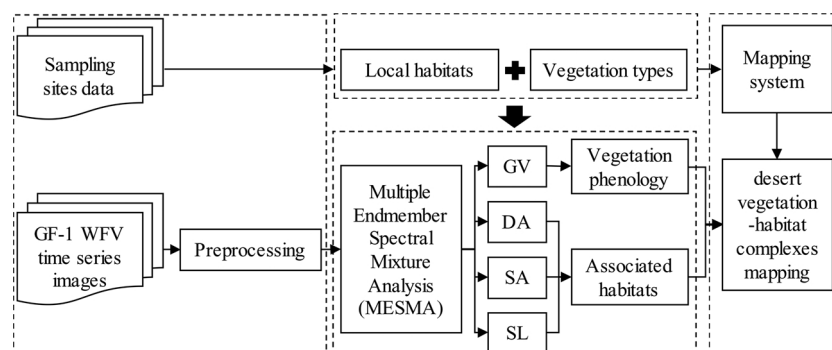 Sampling
sites data
Local habitats
Vegetation types
Mapping
system
GF-1 WFV
time series
images
Preprocessing
Multiple
Endmember
Spectral
Mixture
Analysis
(MESMA)
GV
DA
SA
SL
Vegetation
phenology
Associated
habitats
desert
vegetation
-habitat
complexes
mapping